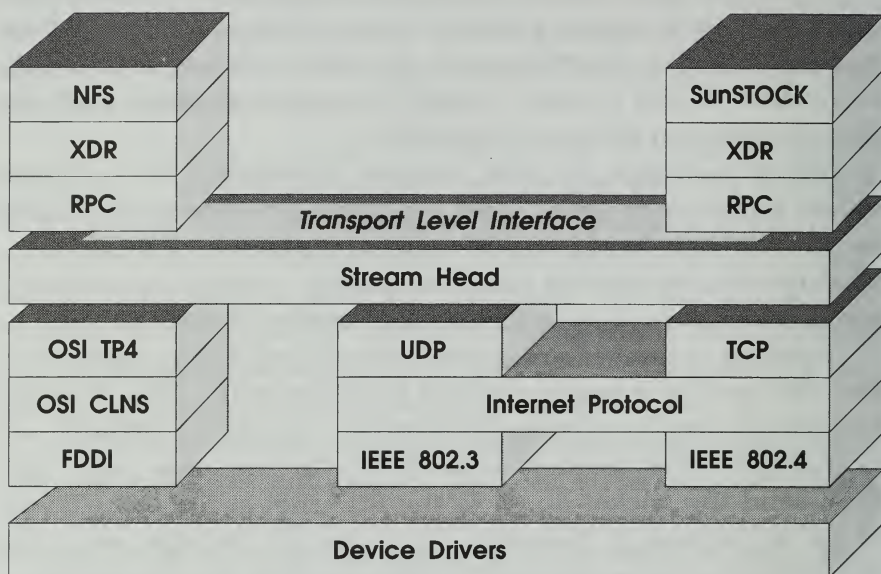 NFS SunSTOCK
XDR XDR
RPC RPC
Transport Level Interface
Stream Head
OSI TP4 UDP TCP
OSI CLNS Internet Protocol
FDDI IEEE 802.3 IEEE 802.4
Device Drivers